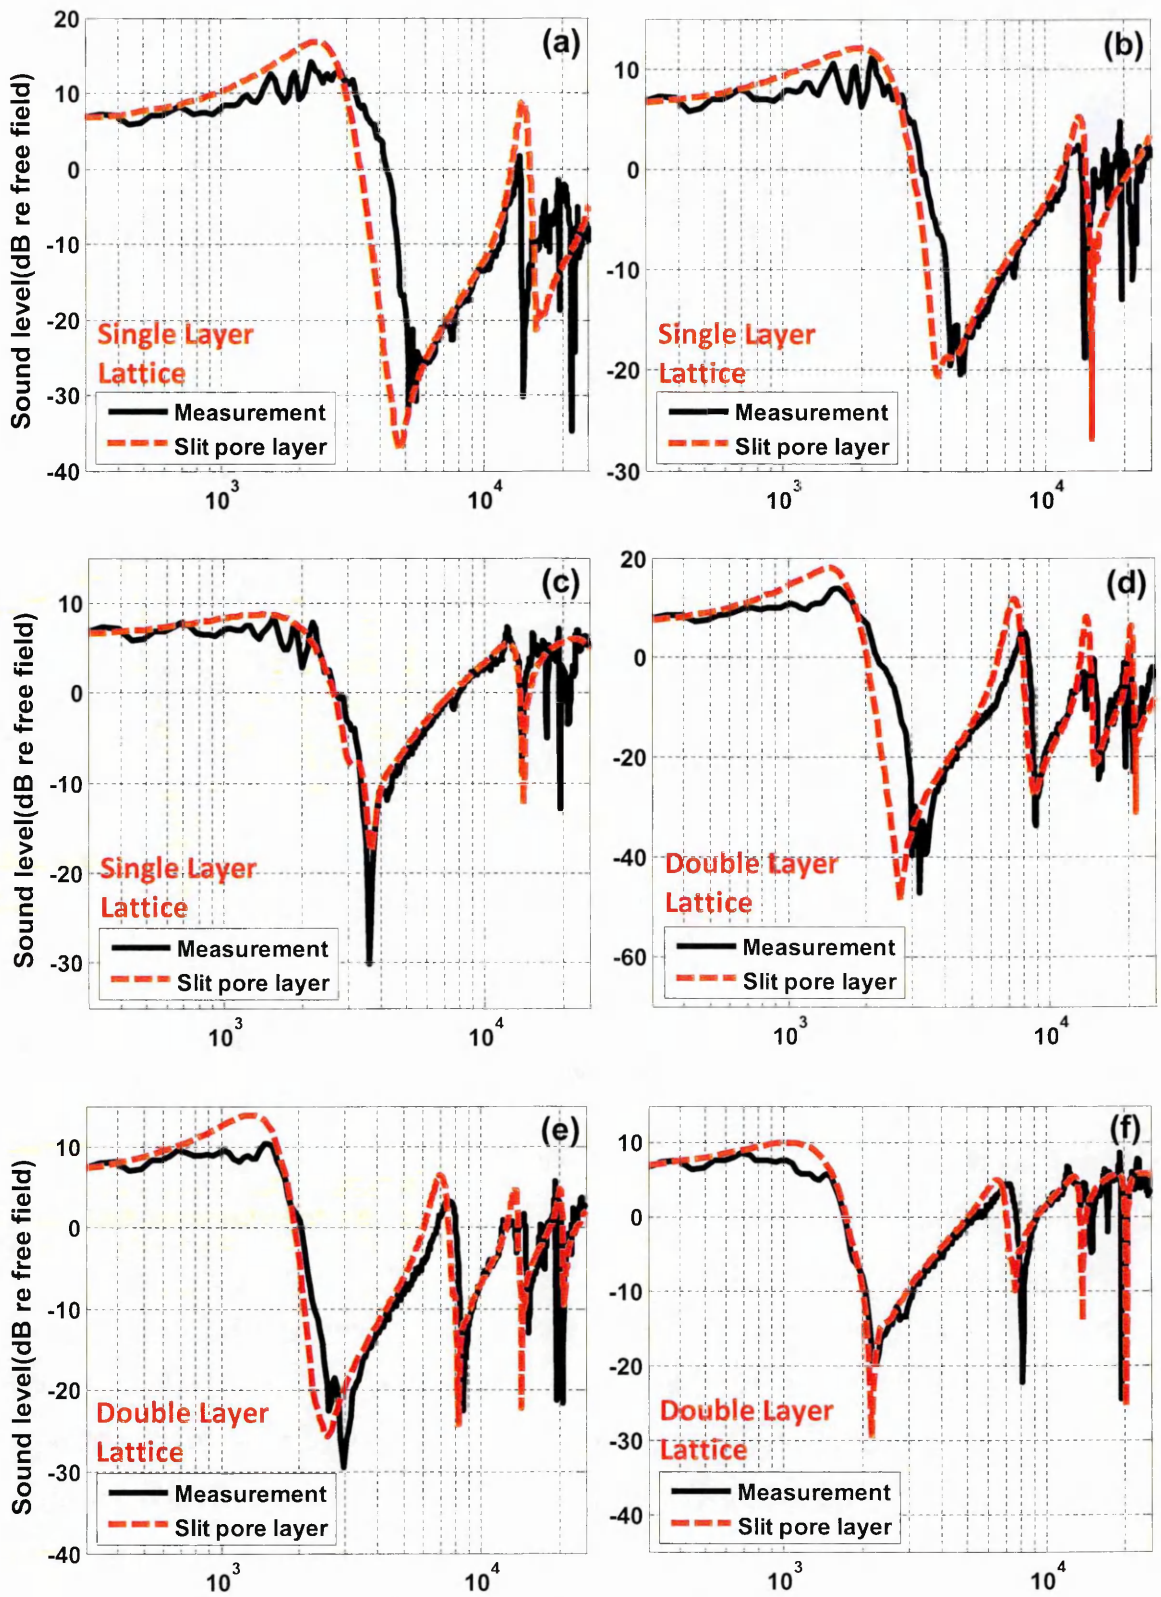 (a)
20
10
0
-10
-20
-30
-40
Sound level(dB re free field)
Single Layer
Lattice
Measurement
Slit pore layer
10^3
10^4
(b)
10
0
-10
-20
-30
Single Layer
Lattice
Measurement
Slit pore layer
10^3
10^4
(c)
10
0
-10
-20
-30
Sound level(dB re free field)
Single Layer
Lattice
Measurement
Slit pore layer
10^3
10^4
(d)
20
0
-20
-40
-60
Double Layer
Lattice
Measurement
Slit pore layer
10^3
10^4
(e)
10
0
-10
-20
-30
-40
Sound level(dB re free field)
Double Layer
Lattice
Measurement
Slit pore layer
10^3
10^4
(f)
10
0
-10
-20
-30
-40
Double Layer
Lattice
Measurement
Slit pore layer
10^3
10^4